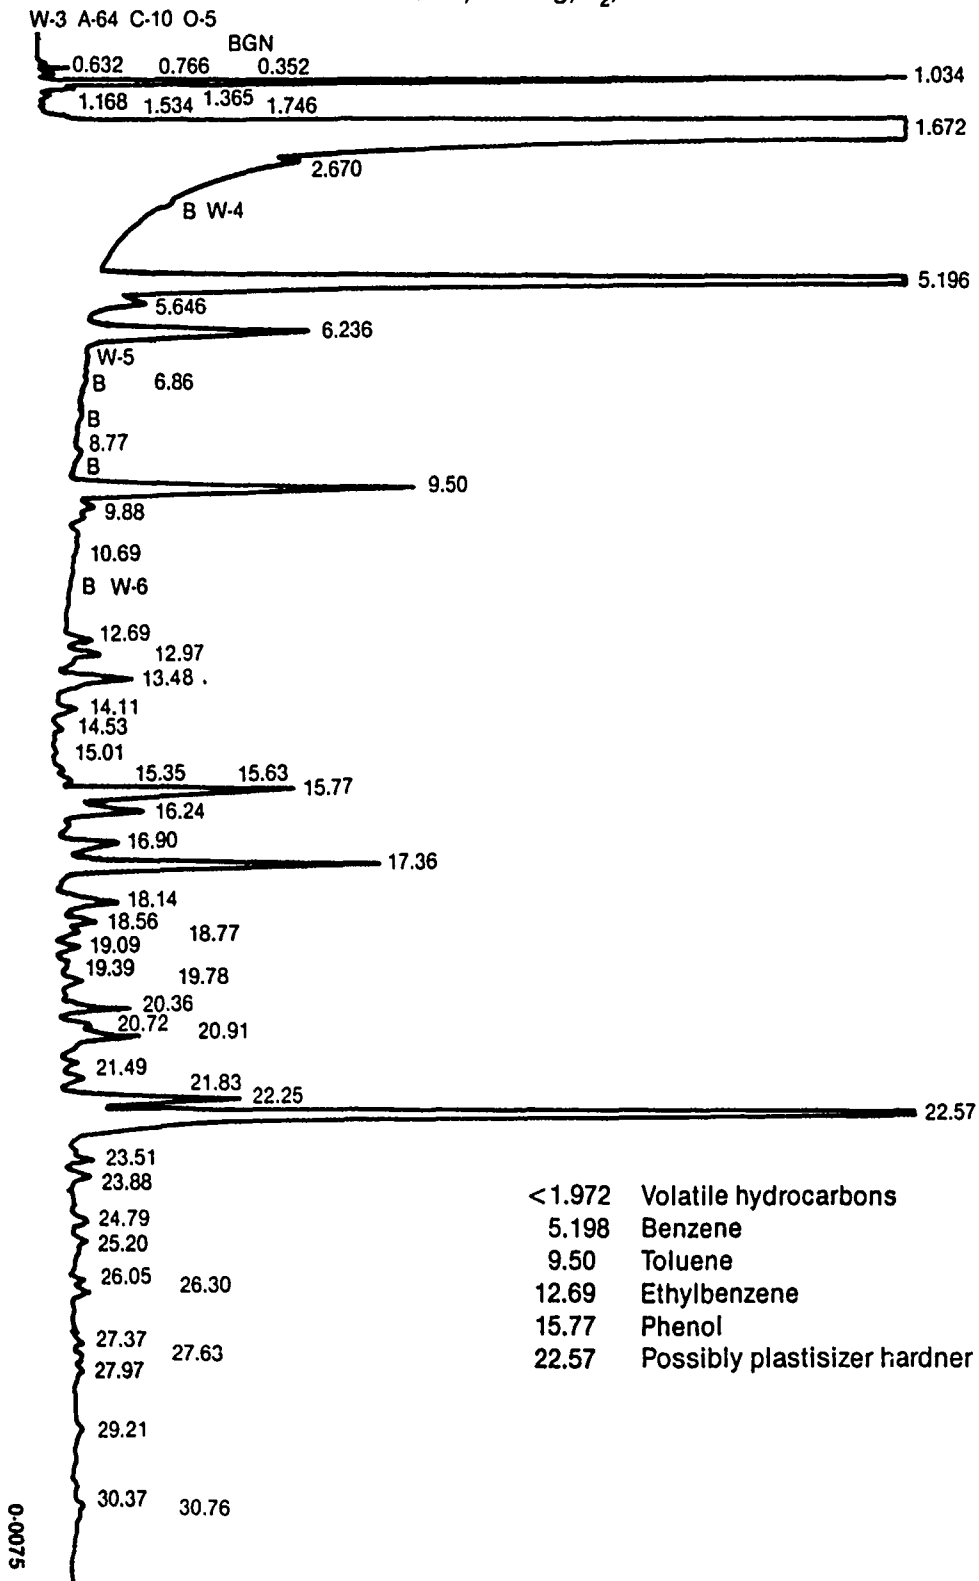 W-3 A-64 C-10 O-5
BGN
0.632 0.766 0.352
1.034
1.168 1.534 1.365 1.746
1.672
2.670
B W-4
5.196
5.646
6.236
W-5
B 6.86
B
8.77
B
9.50
9.88
10.69
B W-6
12.69
12.97
13.48 .
14.11
14.53
15.01
15.35 15.63
15.77
16.24
16.90
17.36
18.14
18.56
18.77
19.09
19.39
19.78
20.36
20.72
20.91
21.49
21.83
22.25
22.57
23.51
23.88
24.79
25.20
26.05
26.30
27.37
27.63
27.97
29.21
30.37
30.76
<1.972 Volatile hydrocarbons
5.198 Benzene
9.50 Toluene
12.69 Ethylbenzene
15.77 Phenol
22.57 Possibly plastisizer hardner
0-0075